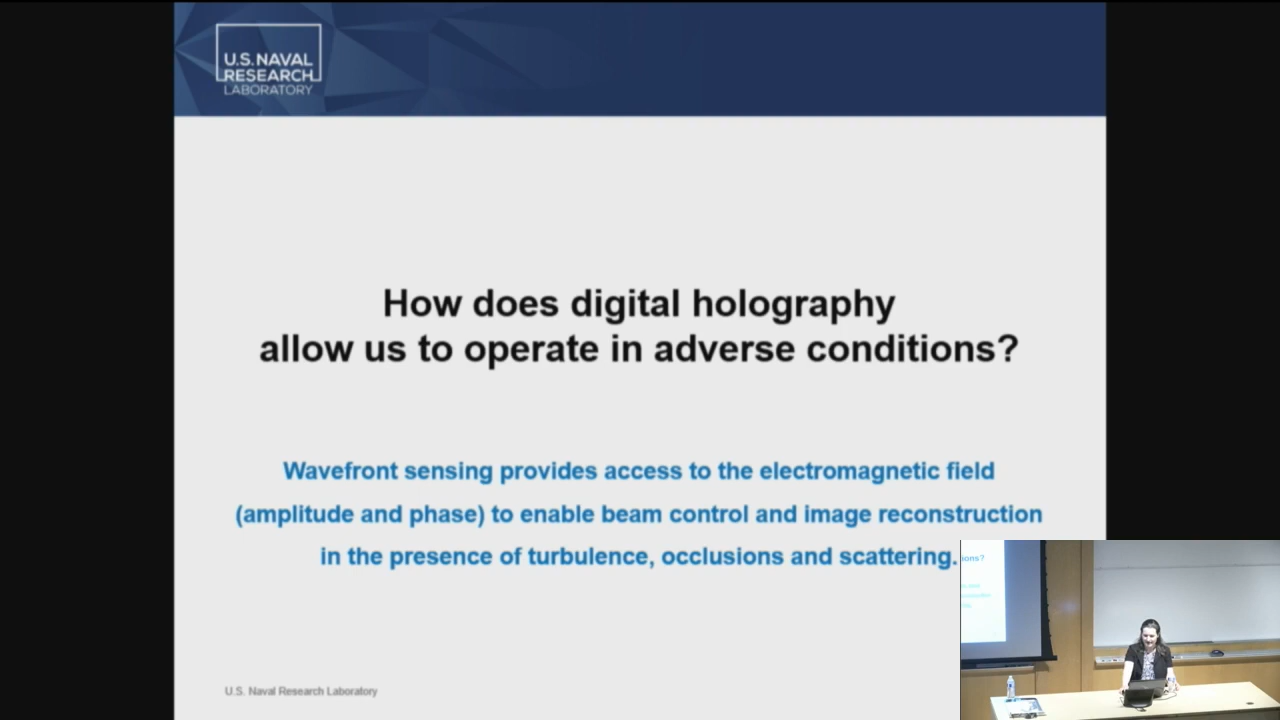 U.S. NAVAL
RESEARCH
LABORATORY
How does digital holography
allow us to operate in adverse conditions?
Wavefront sensing provides access to the electromagnetic field
(amplitude and phase) to enable beam control and image reconstruction
in the presence of turbulence, occlusions and scattering.
ions?
U.S. Naval Research Laboratory